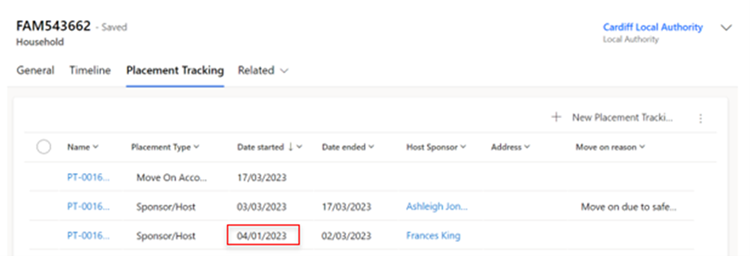 FAM543662 - Saved
Household
Cardiff Local Authority
Local Authority
General Timeline Placement Tracking Related
New Placement Tracki...
Name Placement Type Date started Date ended Host Sponsor Address Move on reason
PT-0016... Move On Acco... 17/03/2023
PT-0016... Sponsor/Host 03/03/2023 17/03/2023 Ashleigh Jon... Move on due to safe...
PT-0016... Sponsor/Host 04/01/2023 02/03/2023 Frances King